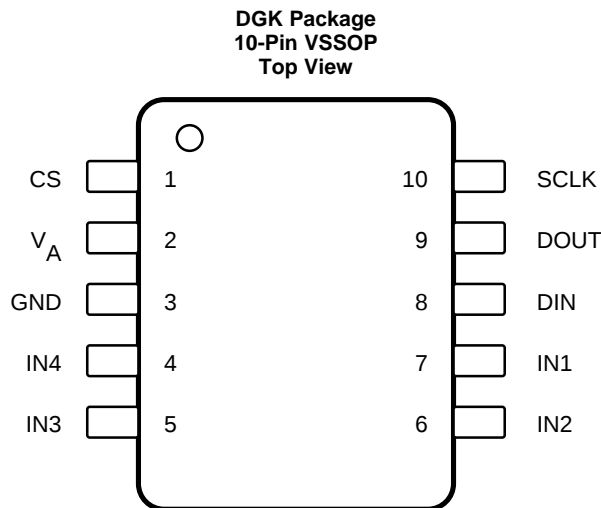 DGK Package
10-Pin VSSOP
Top View
CS 1 10 SCLK
VA 2 9 DOUT
GND 3 8 DIN
IN4 4 7 IN1
IN3 5 6 IN2